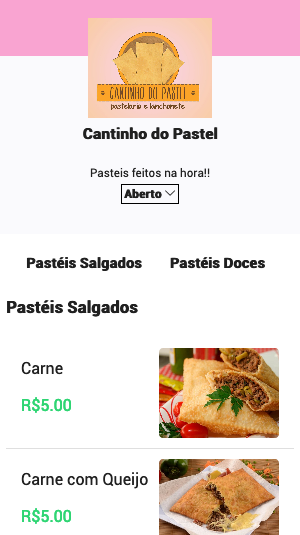 CANTINHO DO PASTEL
pastelaria e lanchonete
Cantinho do Pastel
Pasteis feitos na hora!!
Aberto
Pastéis Salgados Pastéis Doces
Pastéis Salgados
Carne
R$5.00
Carne com Queijo
R$5.00